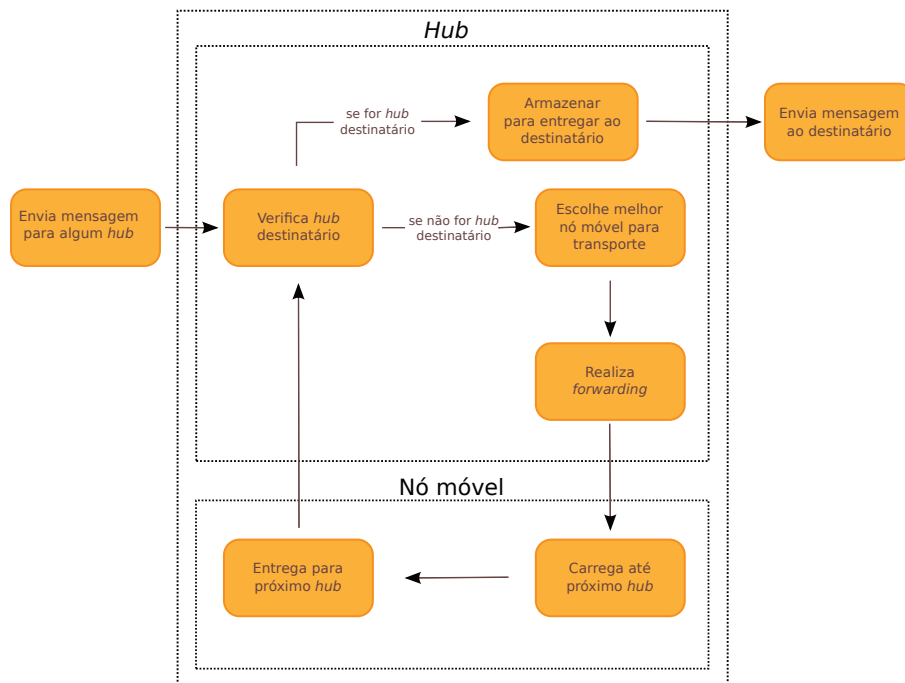 Hub
se for hub
destinatário
Armazenar
para entregar ao
destinatário
Envia mensagem
ao destinatário
Envia mensagem
para algum hub
Verifica hub
destinatário
se não for hub
destinatário
Escolhe melhor
nó móvel para
transporte
Realiza
forwarding
Nó móvel
Entrega para
próximo hub
Carrega até
próximo hub